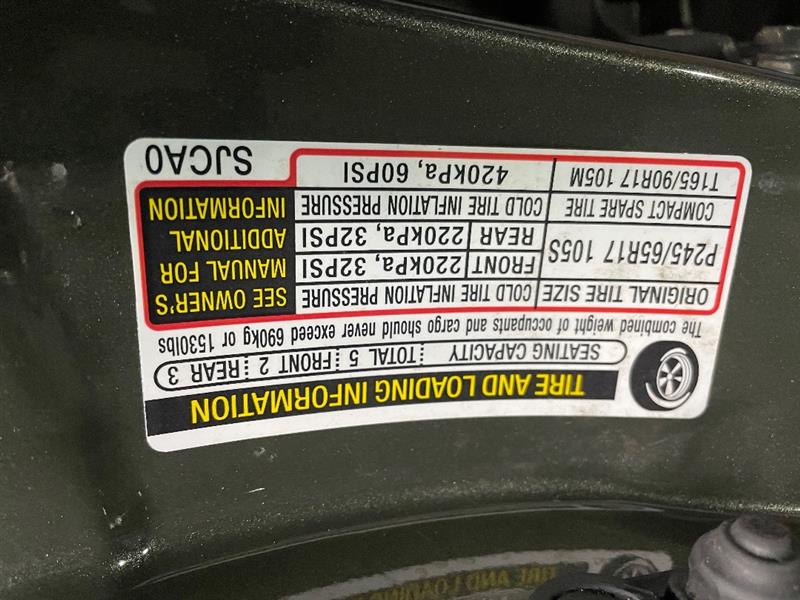 TIRE AND LOADING INFORMATION
SEATING CAPACITY TOTAL 5 FRONT 2 REAR 3
The combined weight of occupants and cargo should never exceed 690kg or 1530lbs
ORIGINAL TIRE SIZE COLD TIRE INFLATION PRESSURE
P245/65R17 105S FRONT 220kPa, 32PSI
REAR 220kPa, 32PSI
COMPACT SPARE TIRE COLD TIRE INFLATION PRESSURE
T165/90R17 105M 420kPa, 60PSI
SEE OWNER'S
MANUAL FOR
ADDITIONAL
INFORMATION
SJCA0
TIRE AND LOADING